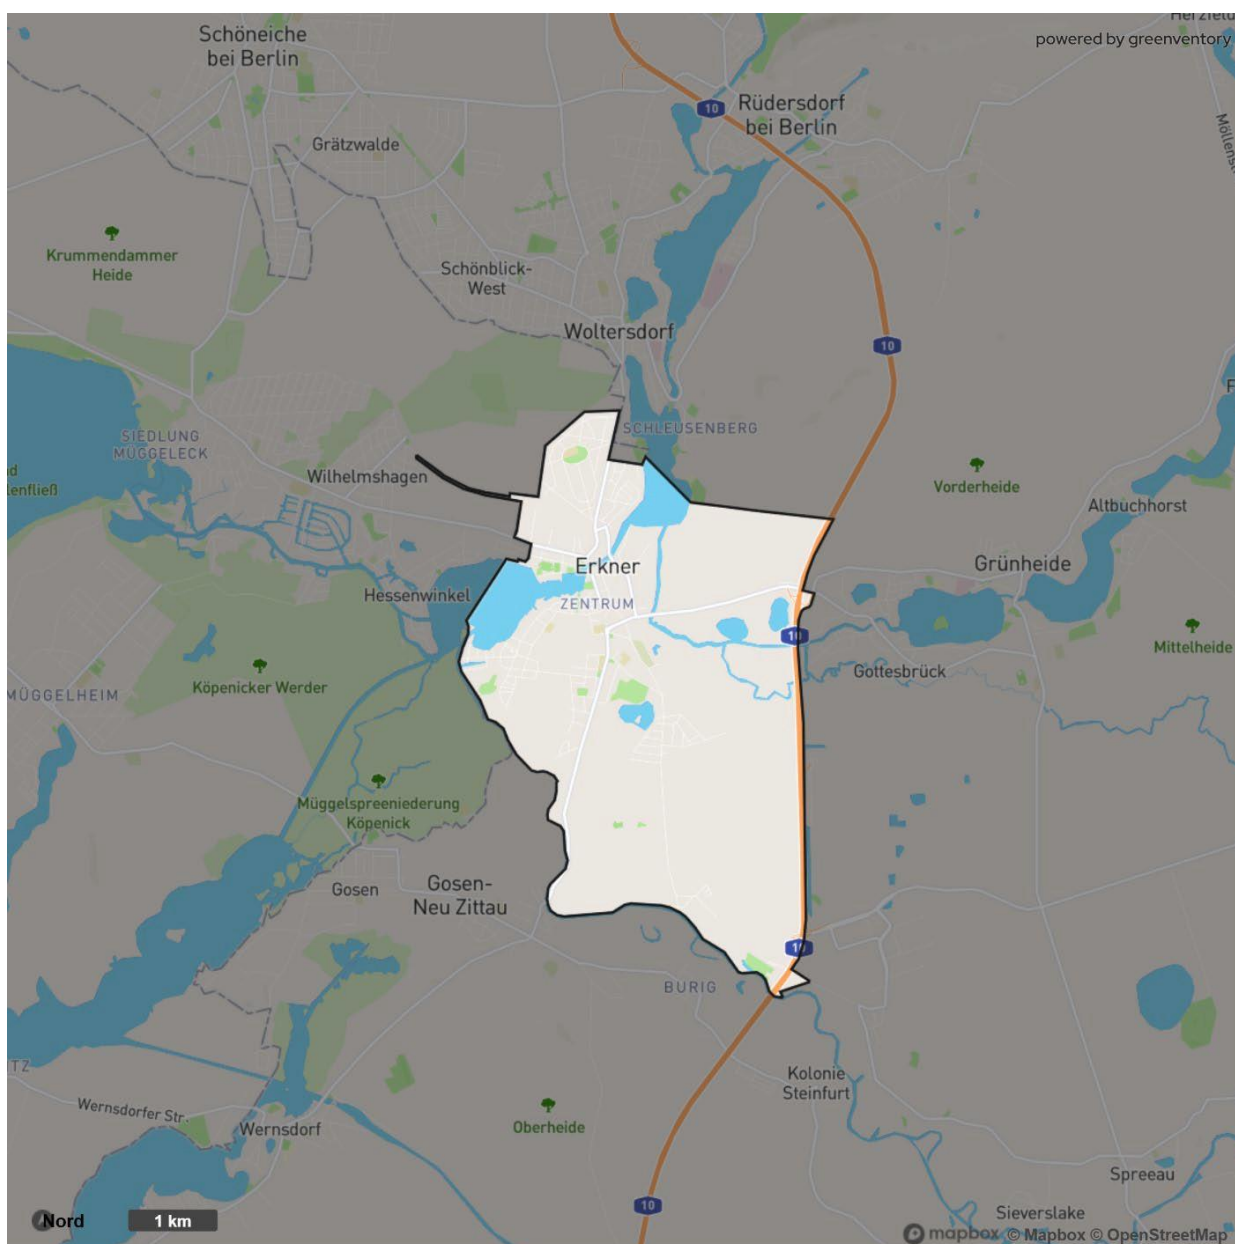 Schöneiche
bei Berlin
powered by greenventory
10
Rüdersdorf
bei Berlin
Grätzwalde
Krummendammer
Heide
Schönblick-
West
Woltersdorf
10
SCHLEUSENBERG
SIEDLUNG
MÜGGELECK
Wilhelmshagen
Vorderheide
Altbuchhorst
Erkner
Grünheide
Hessenwinkel
ZENTRUM
10
Mittelheide
Gottesbrück
Köpenicker Werder
MÜGGELHEIM
Müggelspreeniederung
Köpenick
Gosen
Gosen-
Neu Zittau
10
BURIG
Kolonie
Steinfurt
Wernsdorfer Str.
Wernsdorf
Oberheide
Spreeau
10
Sieverslake
Nord
1 km
mapbox © Mapbox © OpenStreetMap